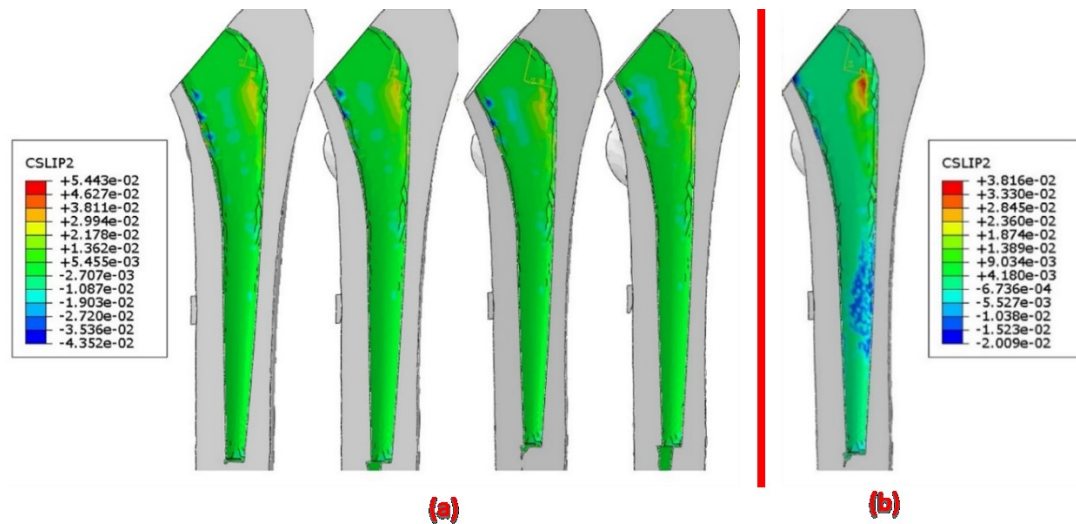 CSLIP2
+5.443e-02
+4.627e-02
+3.811e-02
+2.994e-02
+2.178e-02
+1.362e-02
+5.455e-03
-2.707e-03
-1.087e-02
-1.903e-02
-2.720e-02
-3.536e-02
-4.352e-02
CSLIP2
+3.816e-02
+3.330e-02
+2.845e-02
+2.360e-02
+1.874e-02
+1.389e-02
+9.034e-03
+4.180e-03
-6.736e-04
-5.527e-03
-1.038e-02
-1.523e-02
-2.009e-02
(a)
(b)